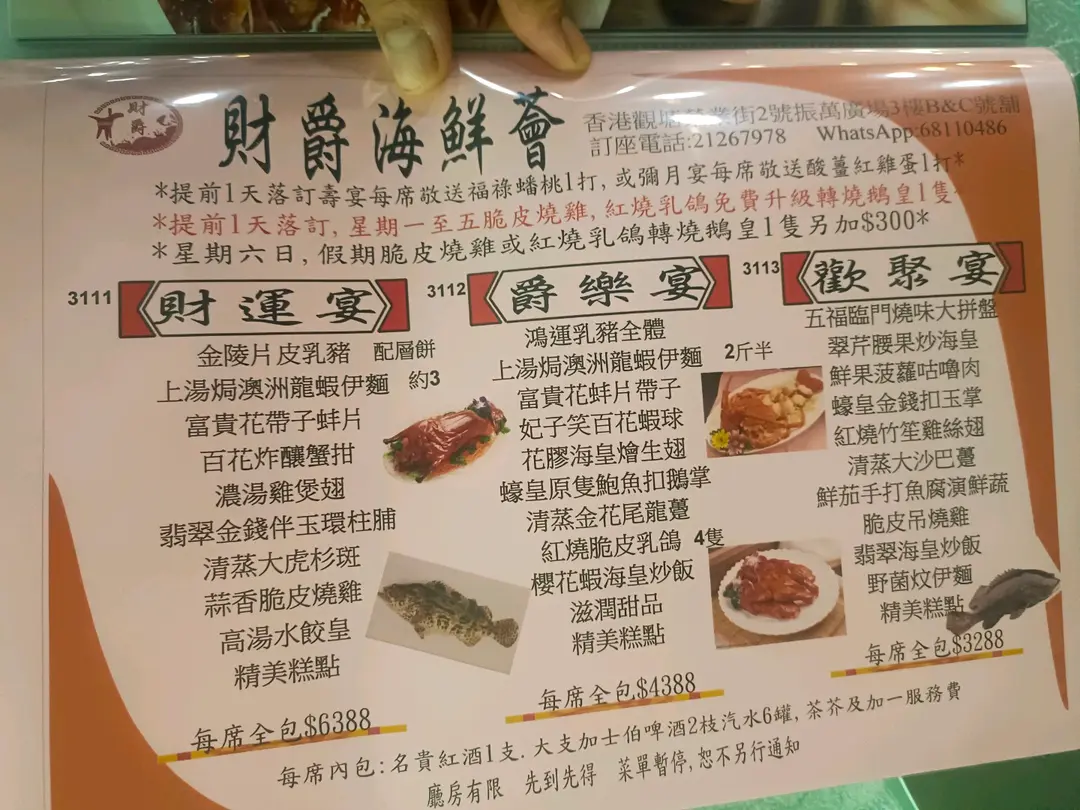 財爵
財爵海鮮薈
香港觀塘 業街2號振萬廣場3樓B&C號舖
訂座電話:21267978 WhatsApp:68110486
*提前1天落訂壽宴每席敬送福祿蟠桃1打, 或彌月宴每席敬送酸薑紅雞蛋1打*
*提前1天落訂, 星期一至五脆皮燒雞, 紅燒乳鴿免費升級轉燒鵝皇1隻*
*星期六日, 假期脆皮燒雞或紅燒乳鴿轉燒鵝皇1隻另加$300*
3111 財運宴
金陵片皮乳豬 配層餅
上湯焗澳洲龍蝦伊麵 約3
富貴花帶子蚌片
百花炸釀蟹拑
濃湯雞煲翅
翡翠金錢伴玉環柱脯
清蒸大虎杉斑
蒜香脆皮燒雞
高湯水餃皇
精美糕點
每席全包$6388
3112 爵樂宴
鴻運乳豬全體
上湯焗澳洲龍蝦伊麵 2斤半
富貴花蚌片帶子
妃子笑百花蝦球
花膠海皇燴生翅
蠔皇原隻鮑魚扣鵝掌
清蒸金花尾龍躉
紅燒脆皮乳鴿 4隻
櫻花蝦海皇炒飯
滋潤甜品
精美糕點
每席全包$4388
3113 歡聚宴
五福臨門燒味大拼盤
翠芹腰果炒海皇
鮮果菠蘿咕嚕肉
蠔皇金錢扣玉掌
紅燒竹笙雞絲翅
清蒸大沙巴躉
鮮茄手打魚腐演鮮蔬
脆皮吊燒雞
翡翠海皇炒飯
野菌炆伊麵
精美糕點
每席全包$3288
每席內包:名貴紅酒1支. 大支加士伯啤酒2枝汽水6罐, 茶芥及加一服務費
廳房有限 先到先得 菜單暫停, 恕不另行通知